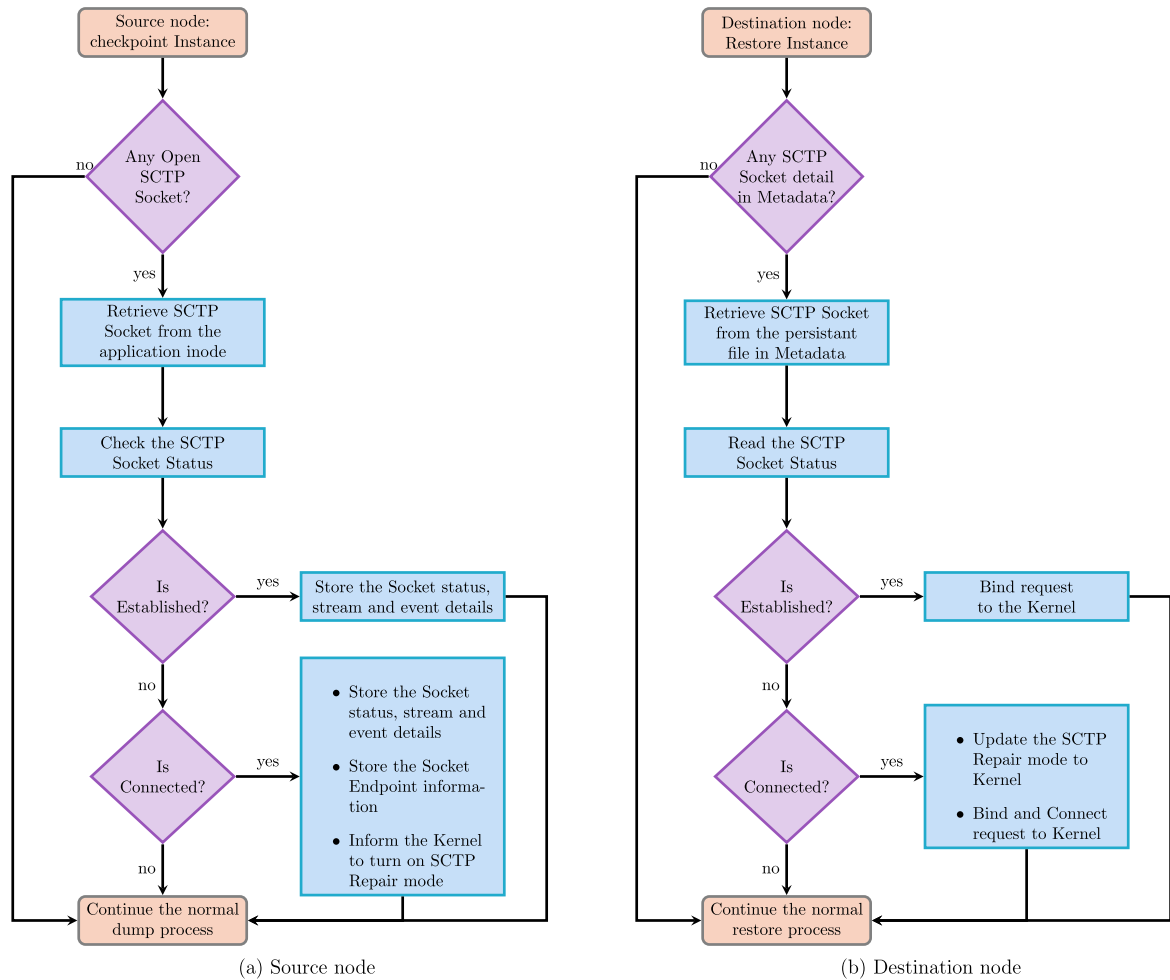 Source node:
checkpoint Instance
Any Open
SCTP
Socket?
no
yes
Retrieve SCTP
Socket from the
application inode
Check the SCTP
Socket Status
Is
Established?
yes
Store the Socket status,
stream and event details
no
Is
Connected?
yes
• Store the Socket
status, stream and
event details
• Store the Socket
Endpoint informa-
tion
• Inform the Kernel
to turn on SCTP
Repair mode
no
Continue the normal
dump process
(a) Source node
Destination node:
Restore Instance
Any SCTP
Socket detail
in Metadata?
no
yes
Retrieve SCTP Socket
from the persistant
file in Metadata
Read the SCTP
Socket Status
Is
Established?
yes
Bind request
to the Kernel
no
Is
Connected?
yes
• Update the SCTP
Repair mode to
Kernel
• Bind and Connect
request to Kernel
no
Continue the normal
restore process
(b) Destination node